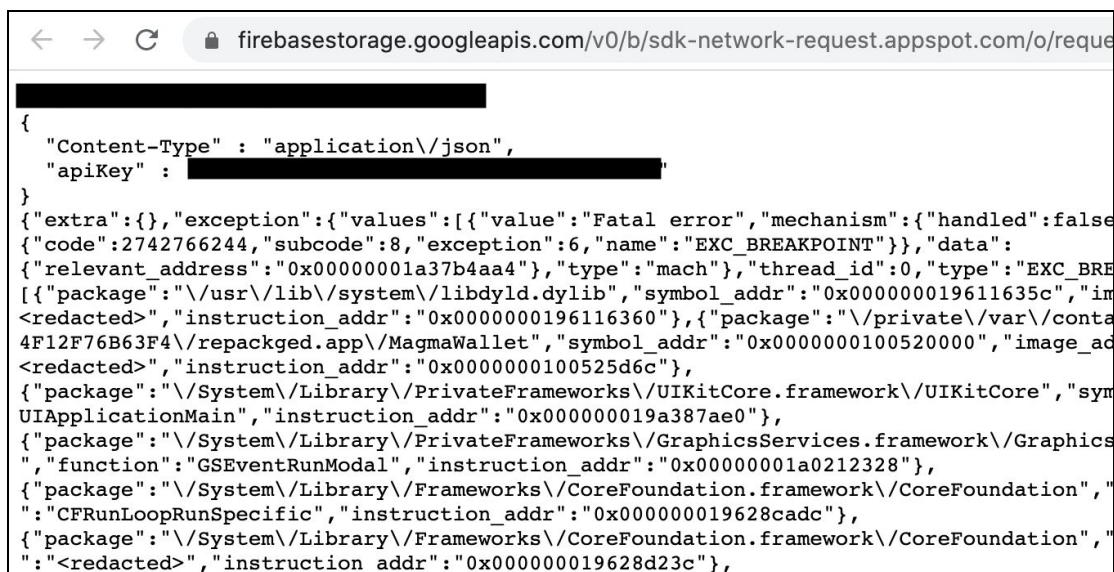 firebasestorage.googleapis.com/v0/b/sdk-network-request.appspot.com/o/reque
{
"Content-Type" : "application\/json",
"apiKey" : "
}
{"extra":{},"exception":{"values":[{"value":"Fatal error","mechanism":{"handled":false
{"code":2742766244,"subcode":8,"exception":6,"name":"EXC_BREAKPOINT"}},"data":
{"relevant_address":"0x00000001a37b4aa4"},"type":"mach"},"thread_id":0,"type":"EXC_BRE
[{"package":"\/usr\/lib\/system\/libdyld.dylib","symbol_addr":"0x000000019611635c","im
<redacted>","instruction_addr":"0x0000000196116360"},{"package":"\/private\/var\/conta
4F12F76B63F4\/repackged.app\/MagmaWallet","symbol_addr":"0x0000000100520000","image_ad
<redacted>","instruction_addr":"0x0000000100525d6c"},
{"package":"\/System\/Library\/PrivateFrameworks\/UIKitCore.framework\/UIKitCore","sym
UIApplicationMain","instruction_addr":"0x000000019a387ae0"},
{"package":"\/System\/Library\/PrivateFrameworks\/GraphicsServices.framework\/Graphics
","function":"GSEventRunModal","instruction_addr":"0x00000001a0212328"},
{"package":"\/System\/Library\/Frameworks\/CoreFoundation.framework\/CoreFoundation","
":"CFRunLoopRunSpecific","instruction_addr":"0x000000019628cadc"},
{"package":"\/System\/Library\/Frameworks\/CoreFoundation.framework\/CoreFoundation","
":"<redacted>","instruction_addr":"0x000000019628d23c"},